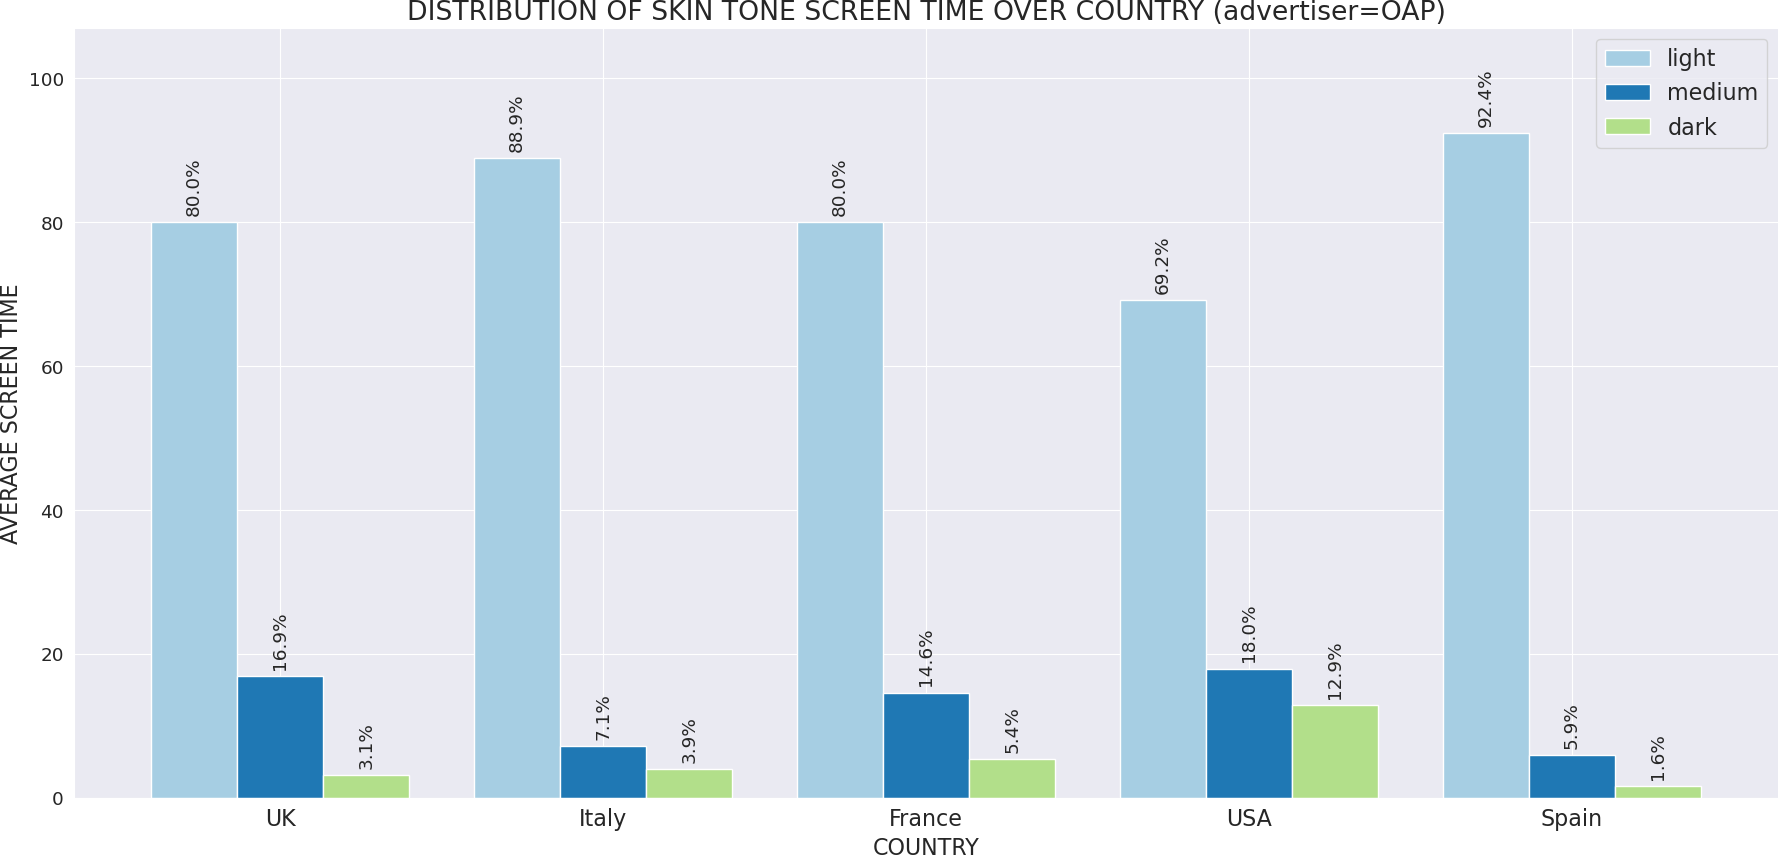 DISTRIBUTION OF SKIN TONE SCREEN TIME OVER COUNTRY (advertiser=OAP)
light
medium
dark
AVERAGE SCREEN TIME
100
80
60
40
20
0
80.0%
16.9%
3.1%
88.9%
7.1%
3.9%
80.0%
14.6%
5.4%
69.2%
18.0%
12.9%
92.4%
5.9%
1.6%
UK
Italy
France
USA
Spain
COUNTRY